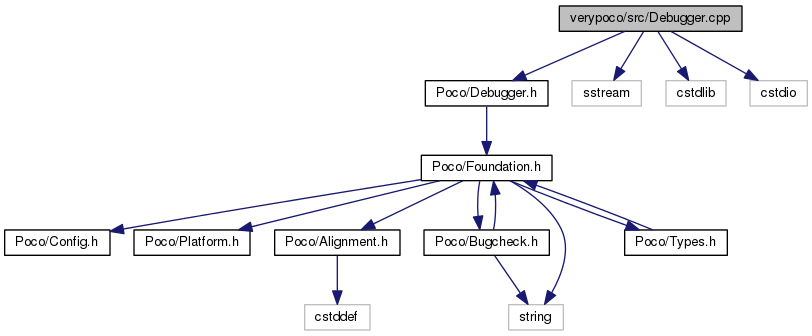 verypoco/src/Debugger.cpp
Poco/Debugger.h
sstream
cstdlib
cstdio
Poco/Foundation.h
Poco/Config.h
Poco/Platform.h
Poco/Alignment.h
Poco/Bugcheck.h
Poco/Types.h
cstddef
string